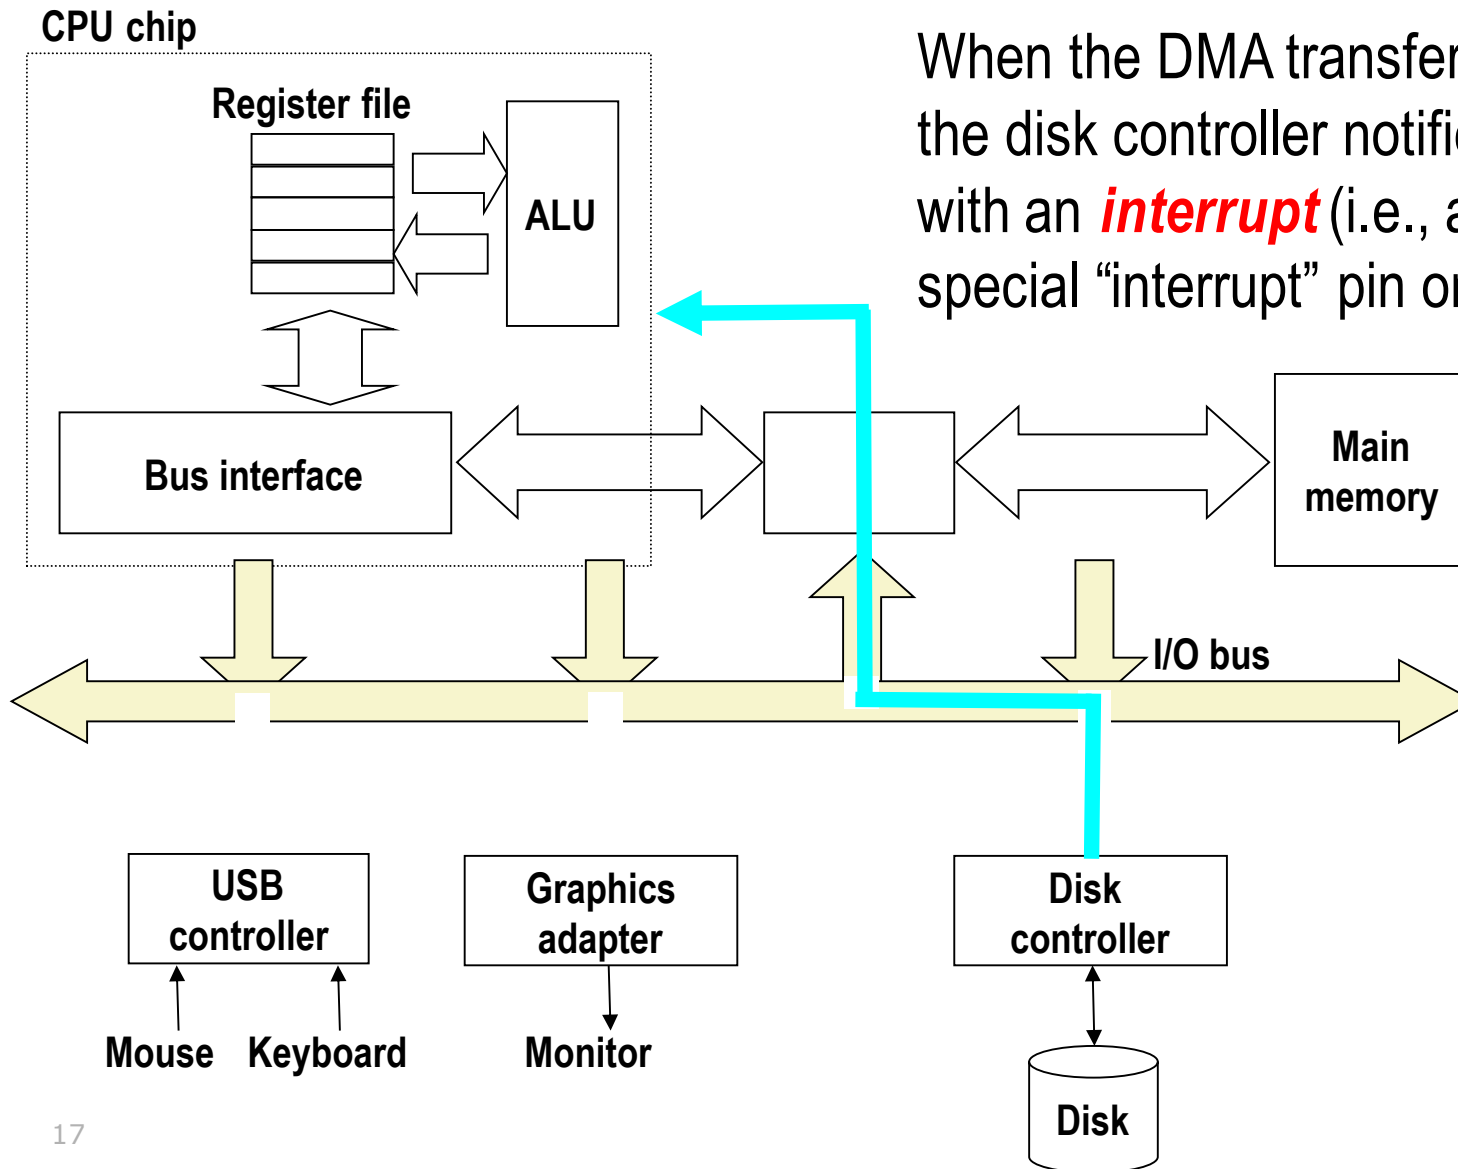 CPU chip
When the DMA transfer
the disk controller
with an interrupt (i.e.,
special “interrupt” pin
Register file
ALU
Bus interface
Main
memory
I/O bus
USB
controller
Graphics
adapter
Disk
controller
Mouse
Keyboard
Monitor
Disk
17